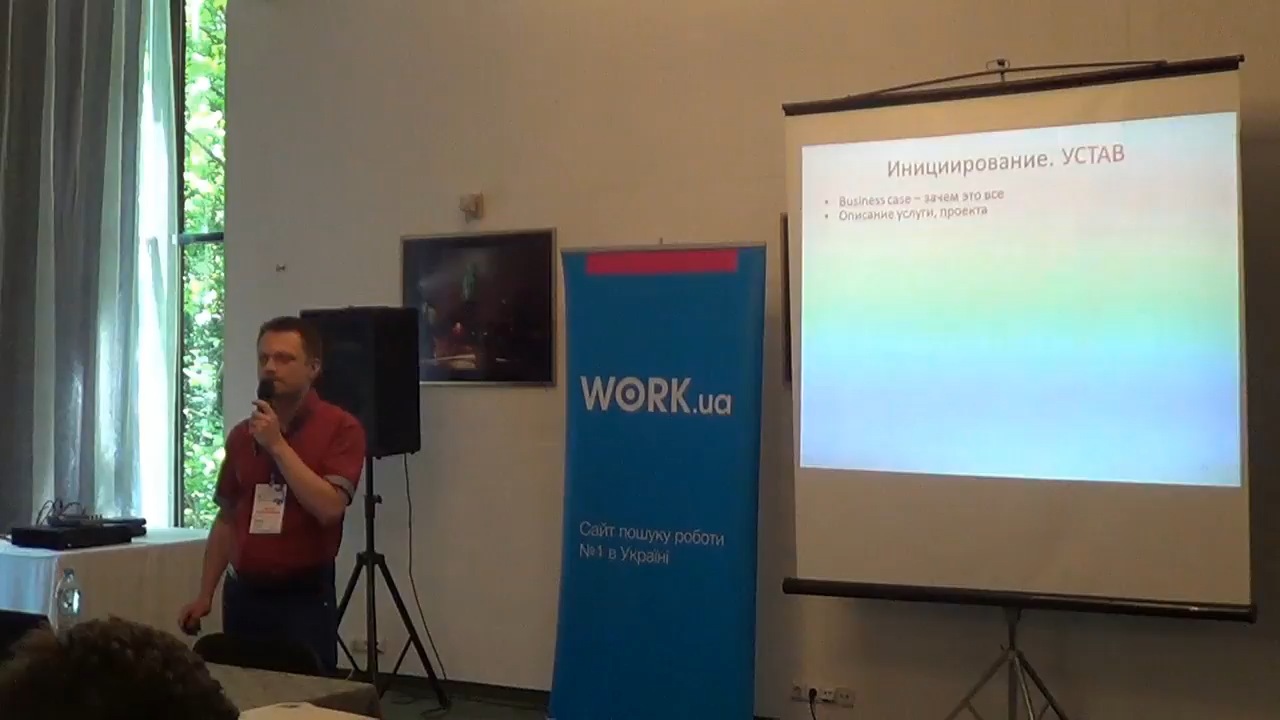 Инициирование. УСТАВ
• Business case – зачем это все
• Описание услуги, проекта
WORK.ua
Сайт пошуку роботи
№1 в Україні